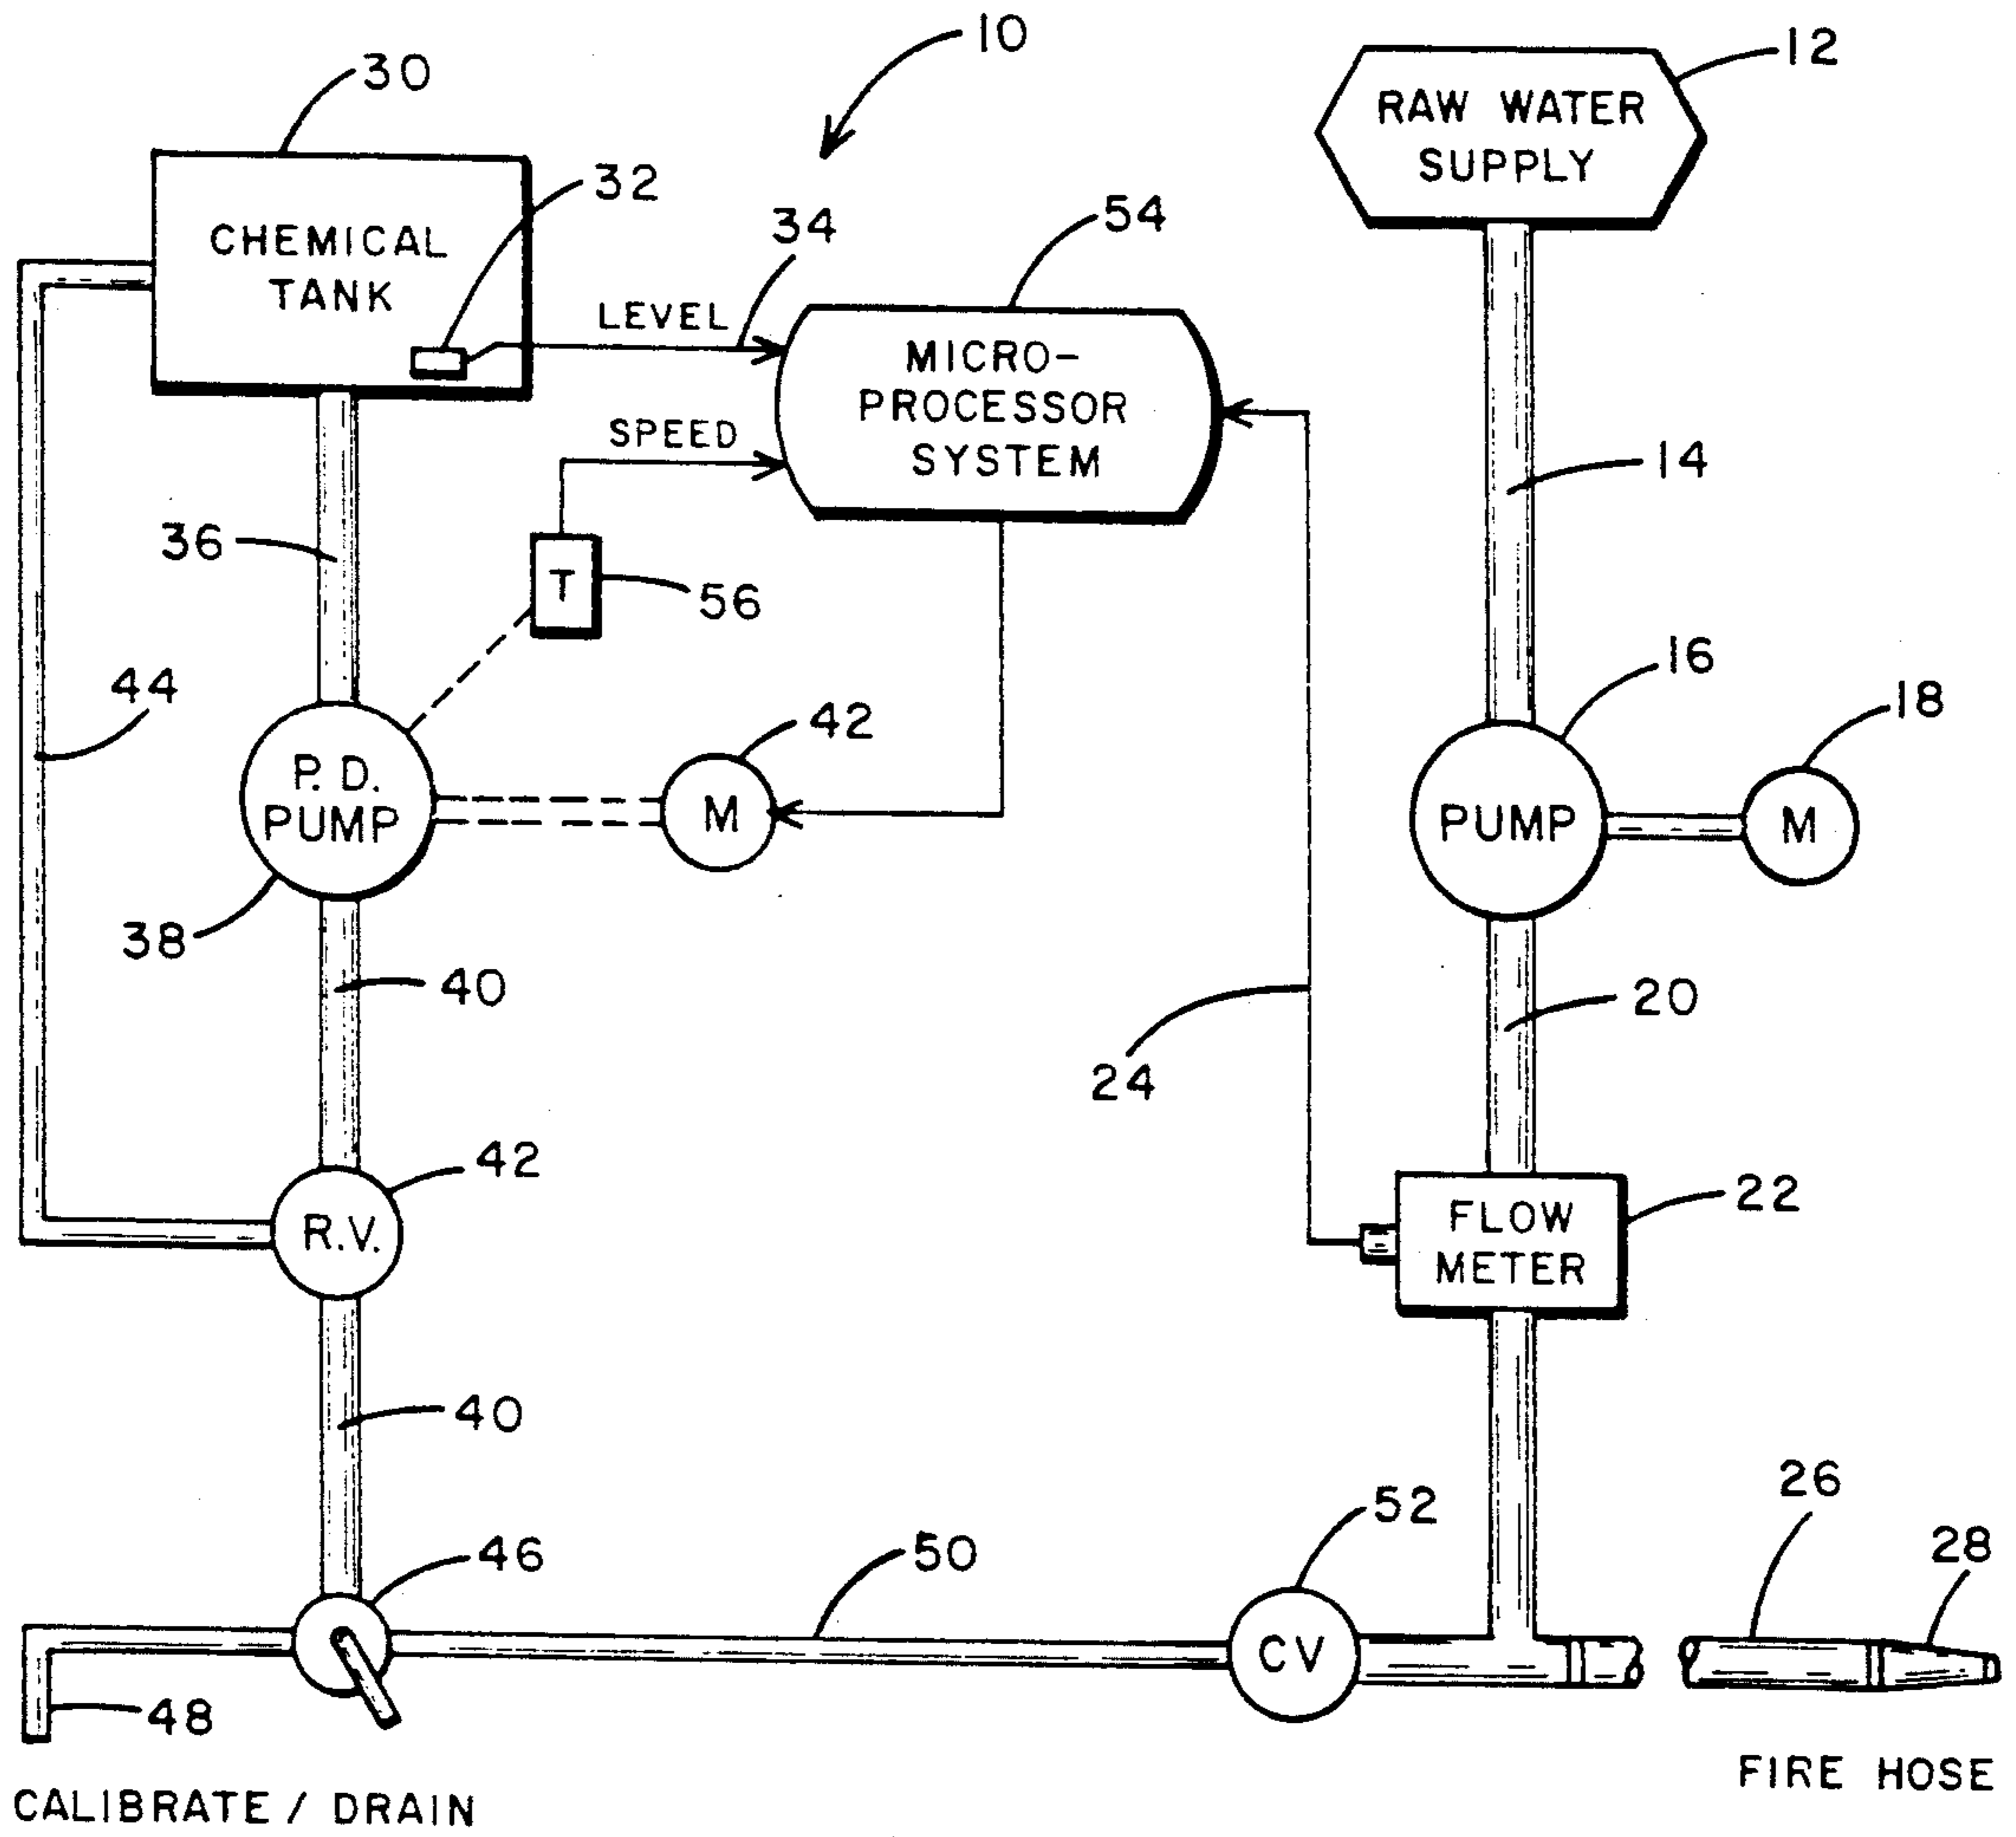 10
12
RAW WATER
SUPPLY
30
32
CHEMICAL
TANK
34
54
LEVEL
MICRO-
PROCESSOR
SYSTEM
SPEED
14
36
T
56
16
18
44
42
P. D.
PUMP
M
PUMP
M
38
40
20
24
42
R.V.
22
FLOW
METER
40
26
52
28
46
50
CV
48
FIRE HOSE
CALIBRATE / DRAIN